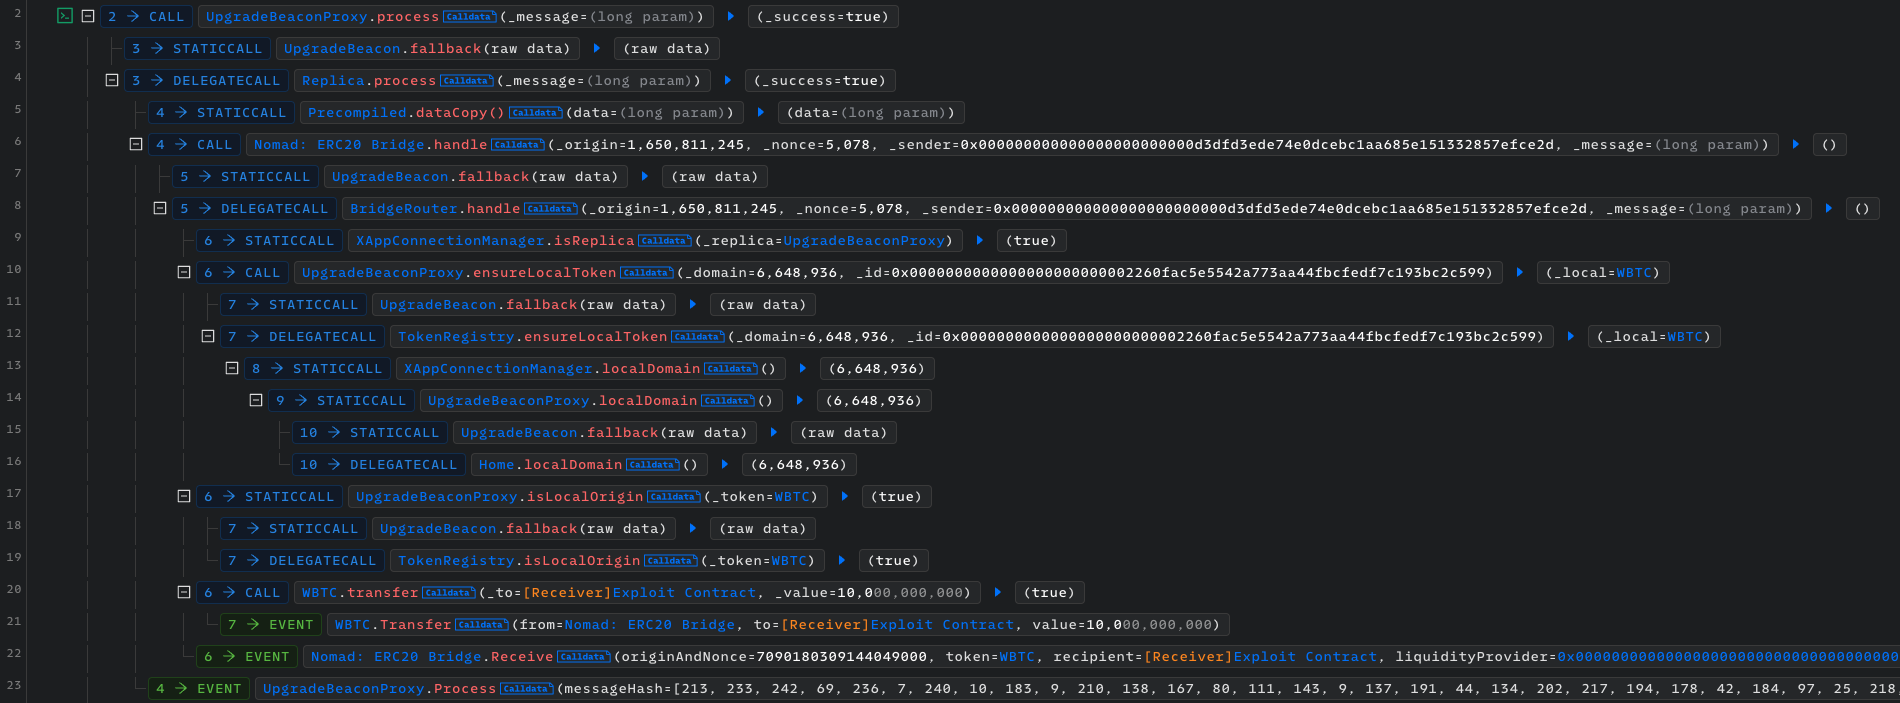 2 2 → CALL UpgradeBeaconProxy.process Calldata (_message=(long param)) ▶ (_success=true)
3 3 → STATICCALL UpgradeBeacon.fallback(raw data) ▶ (raw data)
4 3 → DELEGATECALL Replica.process Calldata (_message=(long param)) ▶ (_success=true)
5 4 → STATICCALL Precompiled.dataCopy() Calldata (data=(long param)) ▶ (data=(long param))
6 4 → CALL Nomad: ERC20 Bridge.handle Calldata (_origin=1,650,811,245, _nonce=5,078, _sender=0x000000000000000000000000d3dfd3ede74e0dcebc1aa685e151332857efce2d, _message=(long param)) ▶ ()
7 5 → STATICCALL UpgradeBeacon.fallback(raw data) ▶ (raw data)
8 5 → DELEGATECALL BridgeRouter.handle Calldata (_origin=1,650,811,245, _nonce=5,078, _sender=0x000000000000000000000000d3dfd3ede74e0dcebc1aa685e151332857efce2d, _message=(long param)) ▶ ()
9 6 → STATICCALL XAppConnectionManager.isReplica Calldata (_replica=UpgradeBeaconProxy) ▶ (true)
10 6 → CALL UpgradeBeaconProxy.ensureLocalToken Calldata (_domain=6,648,936, _id=0x0000000000000000000000002260fac5e5542a773aa44fbcfedf7c193bc2c599) ▶ (_local=WBTC)
11 7 → STATICCALL UpgradeBeacon.fallback(raw data) ▶ (raw data)
12 7 → DELEGATECALL TokenRegistry.ensureLocalToken Calldata (_domain=6,648,936, _id=0x0000000000000000000000002260fac5e5542a773aa44fbcfedf7c193bc2c599) ▶ (_local=WBTC)
13 8 → STATICCALL XAppConnectionManager.localDomain Calldata () ▶ (6,648,936)
14 9 → STATICCALL UpgradeBeaconProxy.localDomain Calldata () ▶ (6,648,936)
15 10 → STATICCALL UpgradeBeacon.fallback(raw data) ▶ (raw data)
16 10 → DELEGATECALL Home.localDomain Calldata () ▶ (6,648,936)
17 6 → STATICCALL UpgradeBeaconProxy.isLocalOrigin Calldata (_token=WBTC) ▶ (true)
18 7 → STATICCALL UpgradeBeacon.fallback(raw data) ▶ (raw data)
19 7 → DELEGATECALL TokenRegistry.isLocalOrigin Calldata (_token=WBTC) ▶ (true)
20 6 → CALL WBTC.transfer Calldata (_to=[Receiver]Exploit Contract, _value=10,000,000,000) ▶ (true)
21 7 → EVENT WBTC.Transfer Calldata (from=Nomad: ERC20 Bridge, to=[Receiver]Exploit Contract, value=10,000,000,000)
22 6 → EVENT Nomad: ERC20 Bridge.Receive Calldata (originAndNonce=7090180309144049000, token=WBTC, recipient=[Receiver]Exploit Contract, liquidityProvider=0x00000000000000000000000000000000000000
23 4 → EVENT UpgradeBeaconProxy.Process Calldata (messageHash=[213, 233, 242, 69, 236, 7, 240, 10, 183, 9, 210, 138, 167, 80, 111, 143, 9, 137, 191, 44, 134, 202, 217, 194, 178, 42, 184, 97, 25, 218,